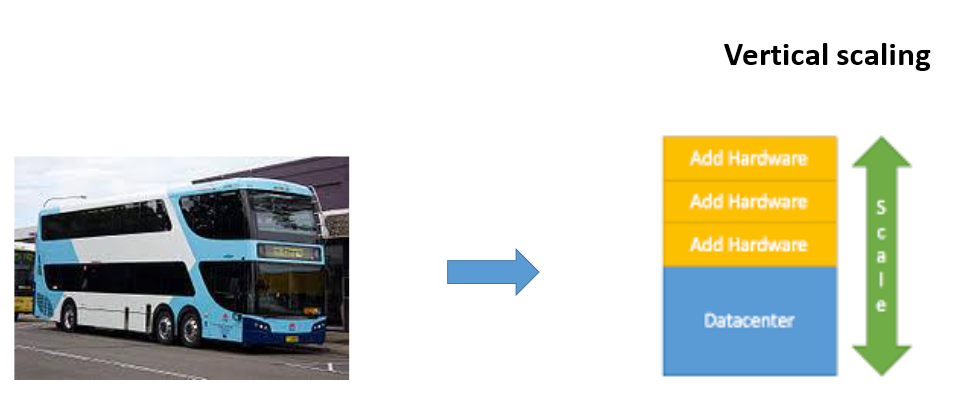 Vertical scaling
Add Hardware
Add Hardware
Add Hardware
Datacenter
Scale